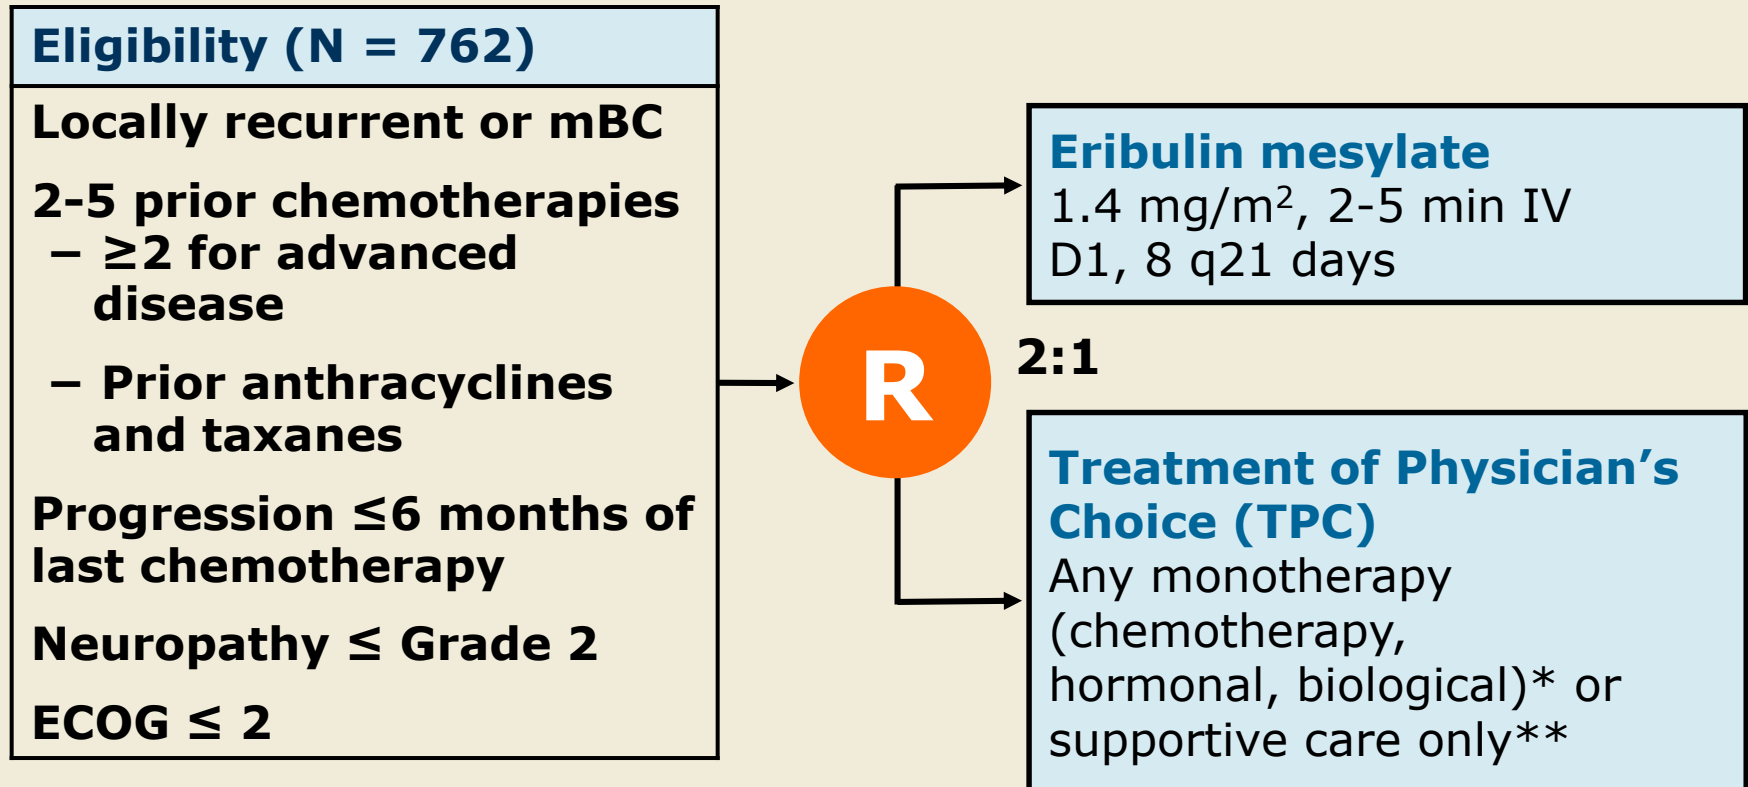 Eligibility (N = 762)
Locally recurrent or mBC
2-5 prior chemotherapies
– ≥2 for advanced
disease
– Prior anthracyclines
and taxanes
Progression ≤6 months of
last chemotherapy
Neuropathy ≤ Grade 2
ECOG ≤ 2
R
2:1
Eribulin mesylate
1.4 mg/m², 2-5 min IV
D1, 8 q21 days
Treatment of Physician’s
Choice (TPC)
Any monotherapy
(chemotherapy,
hormonal, biological)* or
supportive care only**